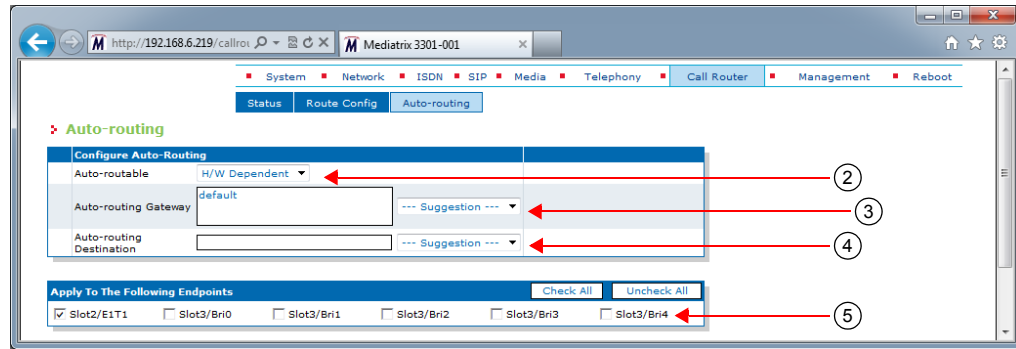 http://192.168.6.219/callrou
Mediatrix 3301-001
System Network ISDN SIP Media Telephony Call Router Management Reboot
Status Route Config Auto-routing
Auto-routing
Configure Auto-Routing
Auto-routable H/W Dependent
2
Auto-routing Gateway default --- Suggestion ---
3
Auto-routing
Destination --- Suggestion ---
4
Apply To The Following Endpoints Check All Uncheck All
Slot2/E1T1 Slot3/Bri0 Slot3/Bri1 Slot3/Bri2 Slot3/Bri3 Slot3/Bri4
5